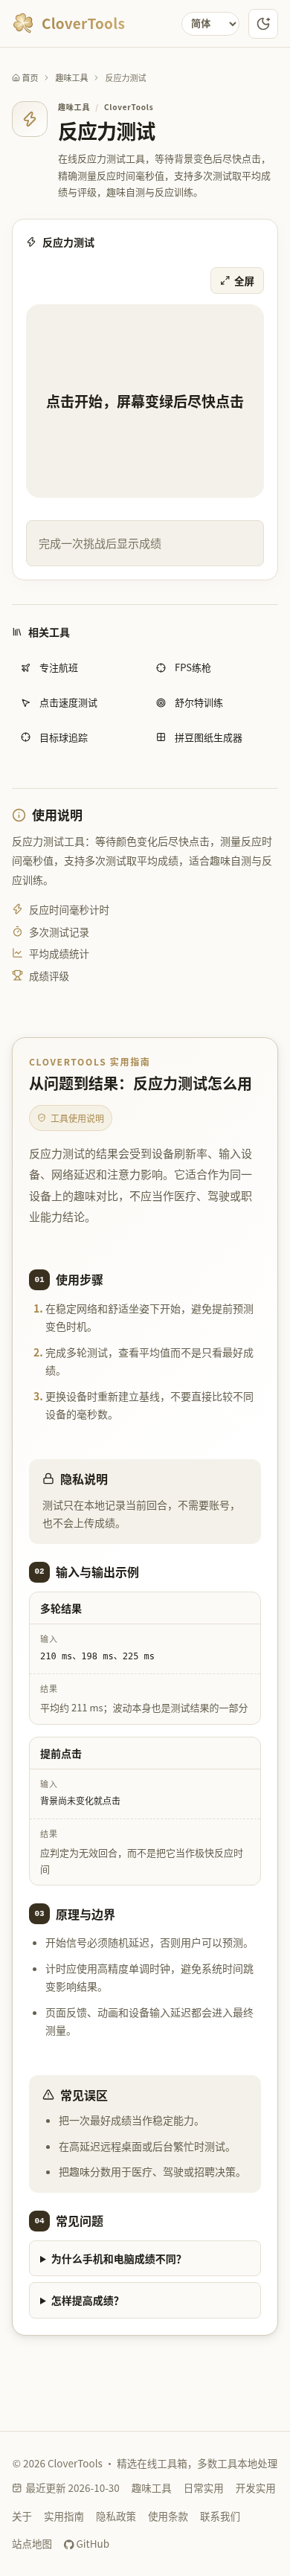 CloverTools
简体
首页 > 趣味工具 > 反应力测试
趣味工具 / CloverTools
反应力测试
在线反应力测试工具，等待背景变色后尽快点击，
精确测量反应时间毫秒值，支持多次测试取平均成
绩与评级，趣味自测与反应训练。
反应力测试
全屏
点击开始，屏幕变绿后尽快点击
完成一次挑战后显示成绩
相关工具
专注航班
FPS练枪
点击速度测试
舒尔特训练
目标球追踪
拼豆图纸生成器
使用说明
反应力测试工具：等待颜色变化后尽快点击，测量反应时
间毫秒值，支持多次测试取平均成绩，适合趣味自测与反
应训练。
反应时间毫秒计时
多次测试记录
平均成绩统计
成绩评级
CLOVERTOOLS 实用指南
从问题到结果：反应力测试怎么用
工具使用说明
反应力测试的结果会受到设备刷新率、输入设
备、网络延迟和注意力影响。它适合作为同一
设备上的趣味对比，不应当作医疗、驾驶或职
业能力结论。
01 使用步骤
1. 在稳定网络和舒适坐姿下开始，避免提前预测
变色时机。
2. 完成多轮测试，查看平均值而不是只看最好成
绩。
3. 更换设备时重新建立基线，不要直接比较不同
设备的毫秒数。
隐私说明
测试只在本地记录当前回合，不需要账号，
也不会上传成绩。
02 输入与输出示例
多轮结果
输入
210 ms、198 ms、225 ms
结果
平均约 211 ms；波动本身也是测试结果的一部分
提前点击
输入
背景尚未变化就点击
结果
应判定为无效回合，而不是把它当作极快反应时
间
03 原理与边界
• 开始信号必须随机延迟，否则用户可以预测。
• 计时应使用高精度单调时钟，避免系统时间跳
变影响结果。
• 页面反馈、动画和设备输入延迟都会进入最终
测量。
常见误区
• 把一次最好成绩当作稳定能力。
• 在高延迟远程桌面或后台繁忙时测试。
• 把趣味分数用于医疗、驾驶或招聘决策。
04 常见问题
▶ 为什么手机和电脑成绩不同？
▶ 怎样提高成绩？
© 2026 CloverTools · 精选在线工具箱，多数工具本地处理
最近更新 2026-10-30 趣味工具 日常实用 开发实用
关于 实用指南 隐私政策 使用条款 联系我们
站点地图 GitHub